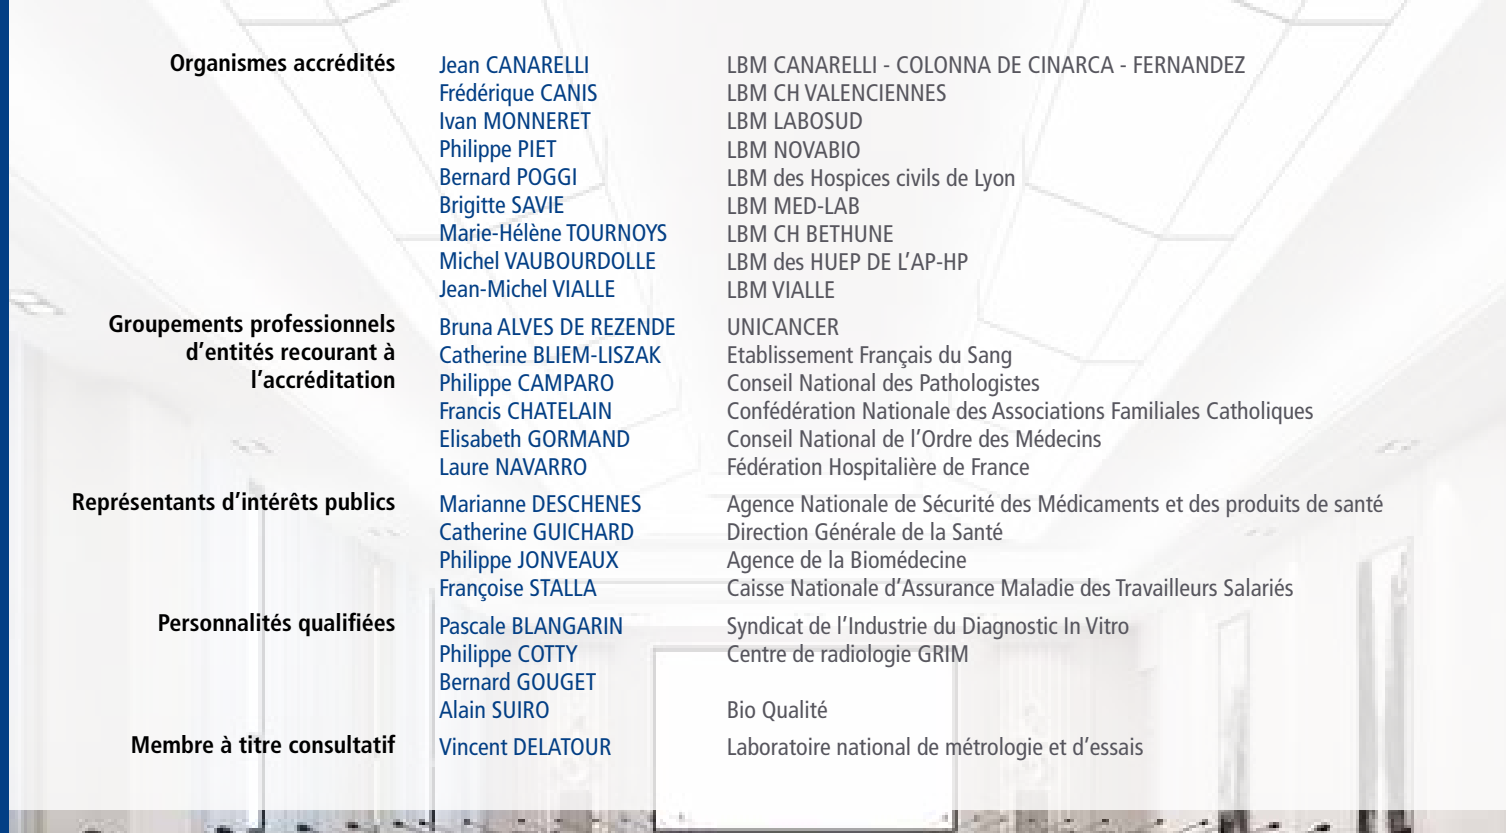 Organismes accrédités Jean CANARELLI LBM CANARELLI - COLONNA DE CINARCA - FERNANDEZ
Frédérique CANIS LBM CH VALENCIENNES
Ivan MONNERET LBM LABOSUD
Philippe PIET LBM NOVABIO
Bernard POGGI LBM des Hospices civils de Lyon
Brigitte SAVIE LBM MED-LAB
Marie-Hélène TOURNOYS LBM CH BETHUNE
Michel VAUBOURDOLLE LBM des HUEP DE L’AP-HP
Jean-Michel VIALLE LBM VIALLE
Groupements professionnels Bruna ALVES DE REZENDE UNICANCER
d’entités recourant à Catherine BLIEM-LISZAK Etablissement Français du Sang
l’accréditation Philippe CAMPARO Conseil National des Pathologistes
Francis CHATELAIN Confédération Nationale des Associations Familiales Catholiques
Elisabeth GORMAND Conseil National de l’Ordre des Médecins
Laure NAVARRO Fédération Hospitalière de France
Représentants d’intérêts publics Marianne DESCHENES Agence Nationale de Sécurité des Médicaments et des produits de santé
Catherine GUICHARD Direction Générale de la Santé
Philippe JONVEAUX Agence de la Biomédecine
Françoise STALLA Caisse Nationale d’Assurance Maladie des Travailleurs Salariés
Personnalités qualifiées Pascale BLANGARIN Syndicat de l’Industrie du Diagnostic In Vitro
Philippe COTTY Centre de radiologie GRIM
Bernard GOUGET
Alain SUIRO Bio Qualité
Membre à titre consultatif Vincent DELATOUR Laboratoire national de métrologie et d’essais